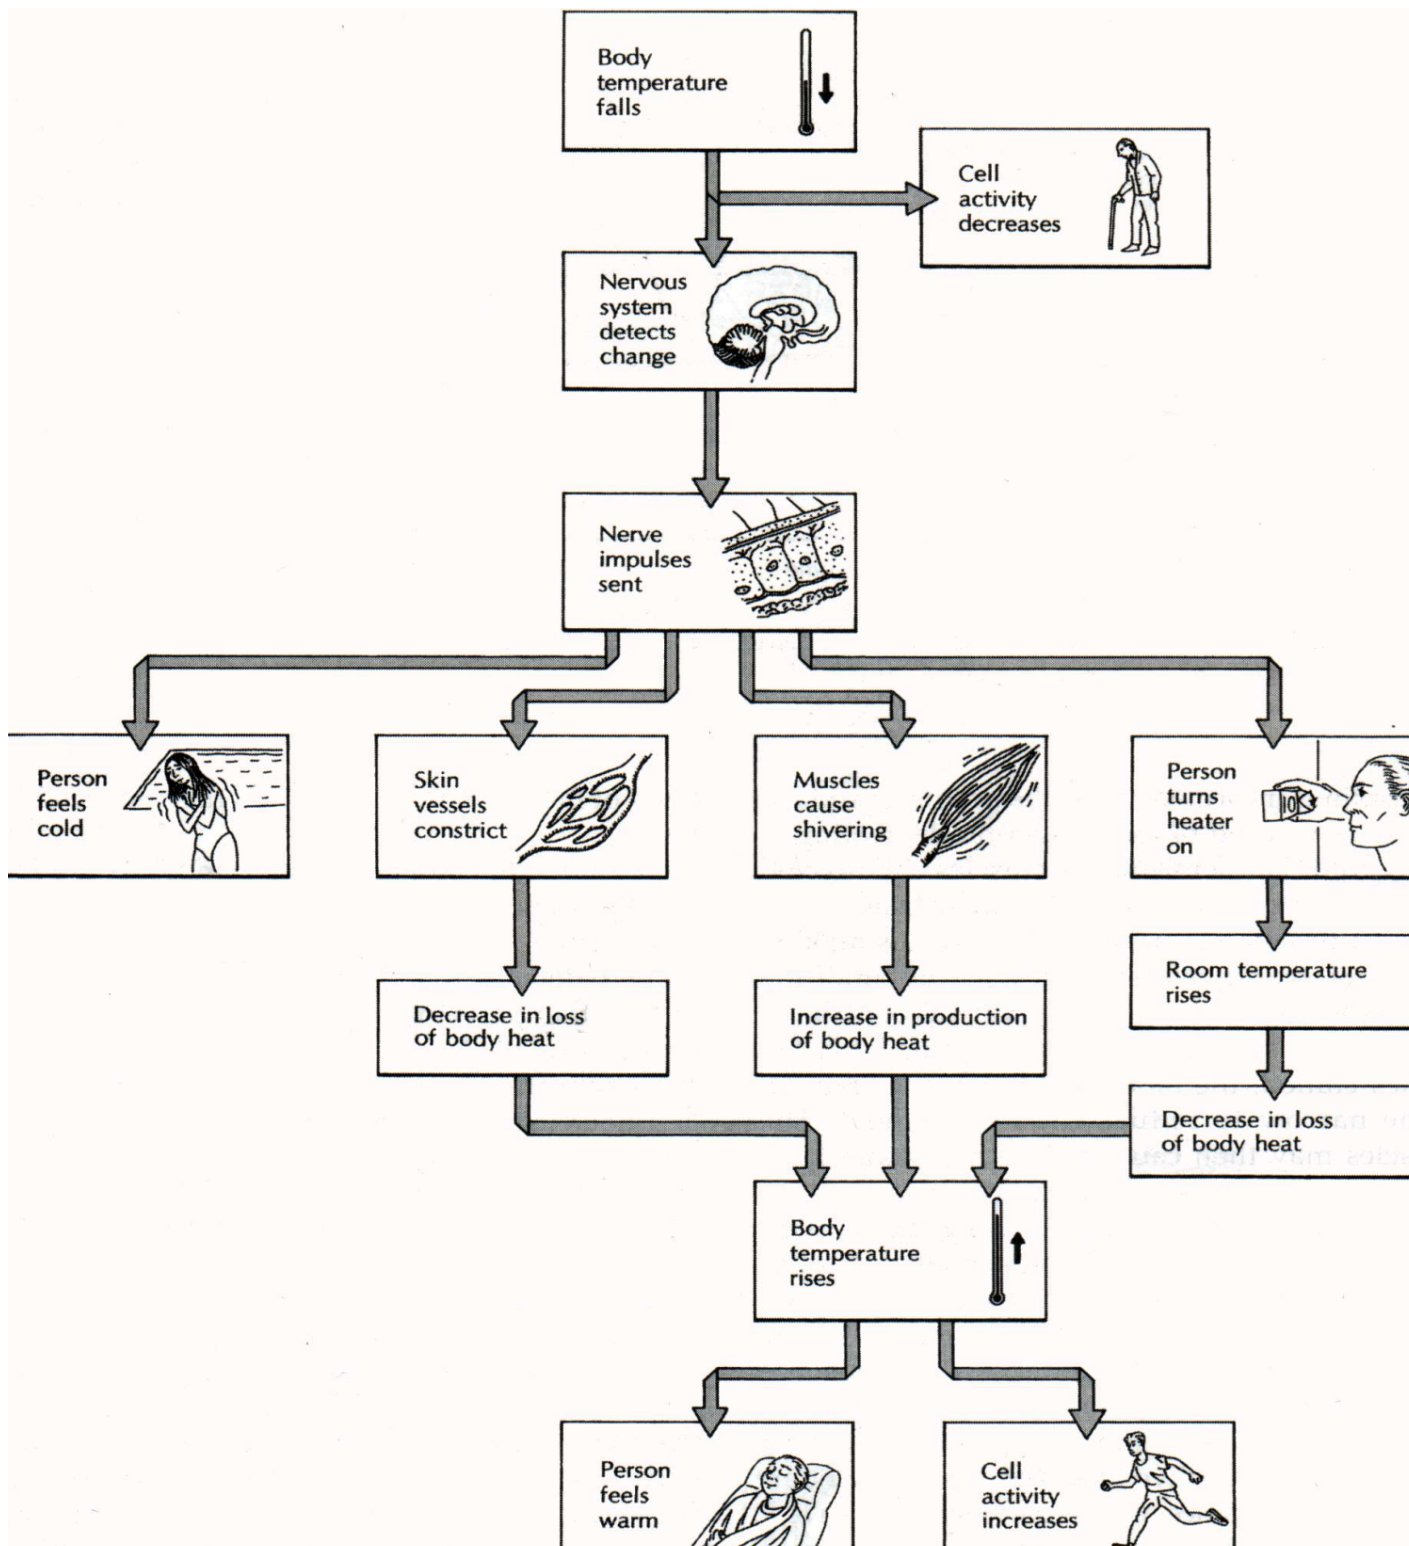 Body
temperature
falls
Cell
activity
decreases
Nervous
system
detects
change
Nerve
impulses
sent
Person
feels
cold
Skin
vessels
constrict
Muscles
cause
shivering
Person
turns
heater
on
Room temperature
rises
Decrease in loss
of body heat
Increase in production
of body heat
Decrease in loss
of body heat
Body
temperature
rises
Person
feels
warm
Cell
activity
increases